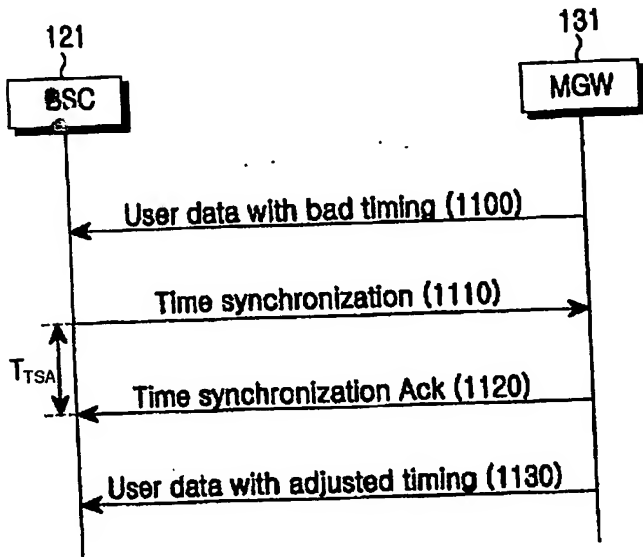 121
131
BSC
MGW
User data with bad timing (1100)
Time synchronization (1110)
TTSA
Time synchronization Ack (1120)
User data with adjusted timing (1130)